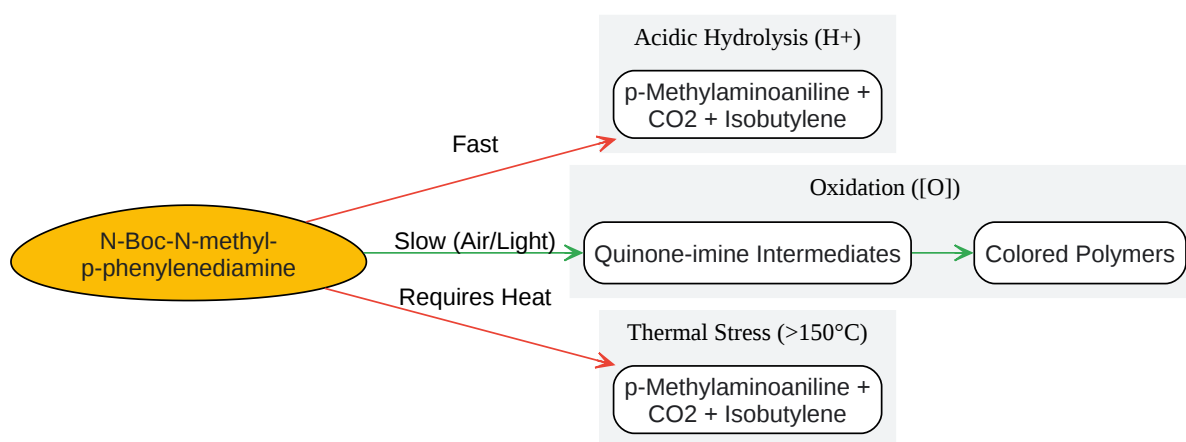 Acidic Hydrolysis (H+)
p-Methylaminoaniline +
CO2 + Isobutylene
Fast
Oxidation ([O])
N-Boc-N-methyl-
p-phenylenediamine
Slow (Air/Light)
Quinone-imine Intermediates
Colored Polymers
Requires Heat
Thermal Stress (>150°C)
p-Methylaminoaniline +
CO2 + Isobutylene